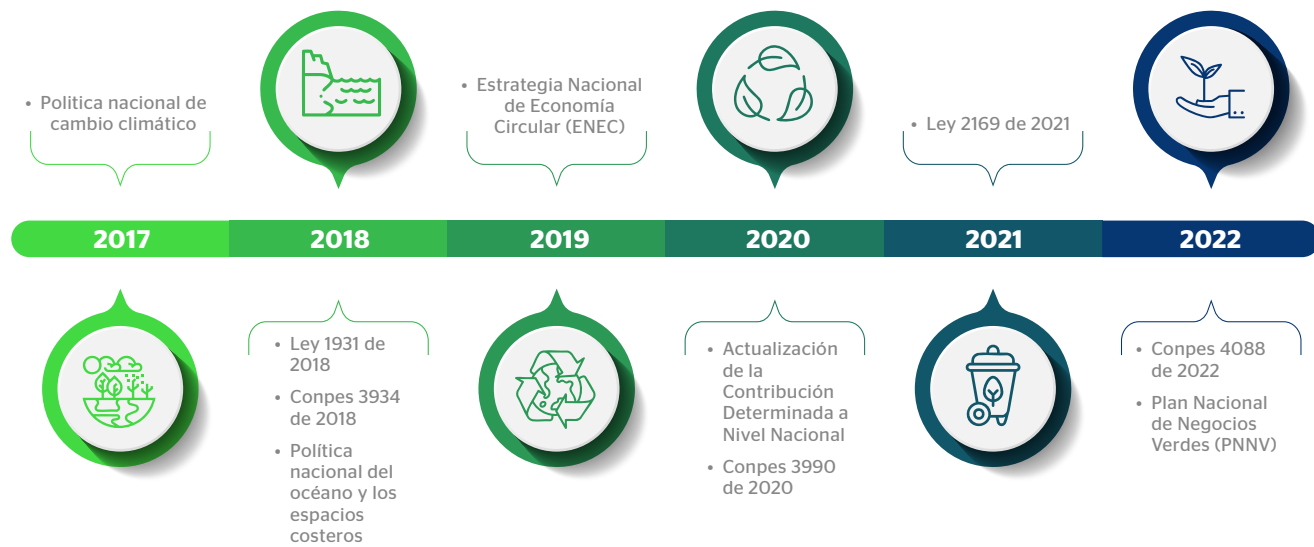 • Politica nacional de
cambio climático
• Estrategia Nacional
de Economía
Circular (ENEC)
• Ley 2169 de 2021
2017
2018
2019
2020
2021
2022
• Ley 1931 de
2018
• Conpes 3934
de 2018
• Política
nacional del
océano y los
espacios
costeros
• Actualización
de la
Contribución
Determinada a
Nivel Nacional
• Conpes 3990
de 2020
• Conpes 4088
de 2022
• Plan Nacional
de Negocios
Verdes (PNNV)